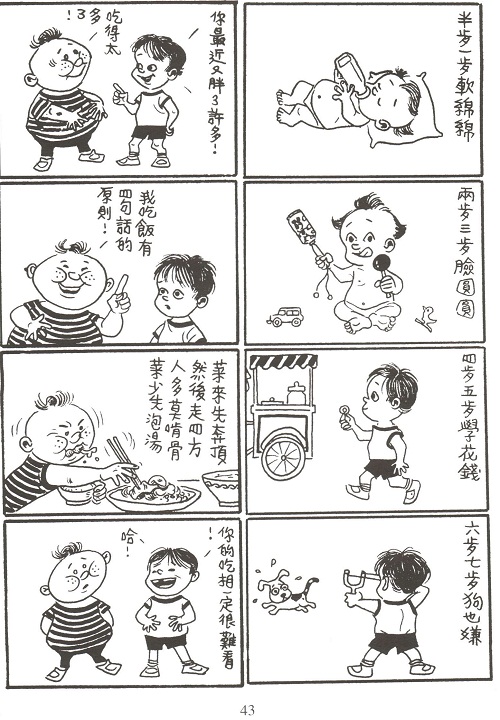 半步一步軟綿綿
兩步三步臉圓圓
四步五步學花錢
六步七步狗也嫌
你最近又胖了許多！
吃得太
多了！
我吃飯有
四句話的
原則！
菜來先奔頂
然後走四方
人多莫啃骨
菜少先泡湯
你的吃相一定很難看
！
哈！
43